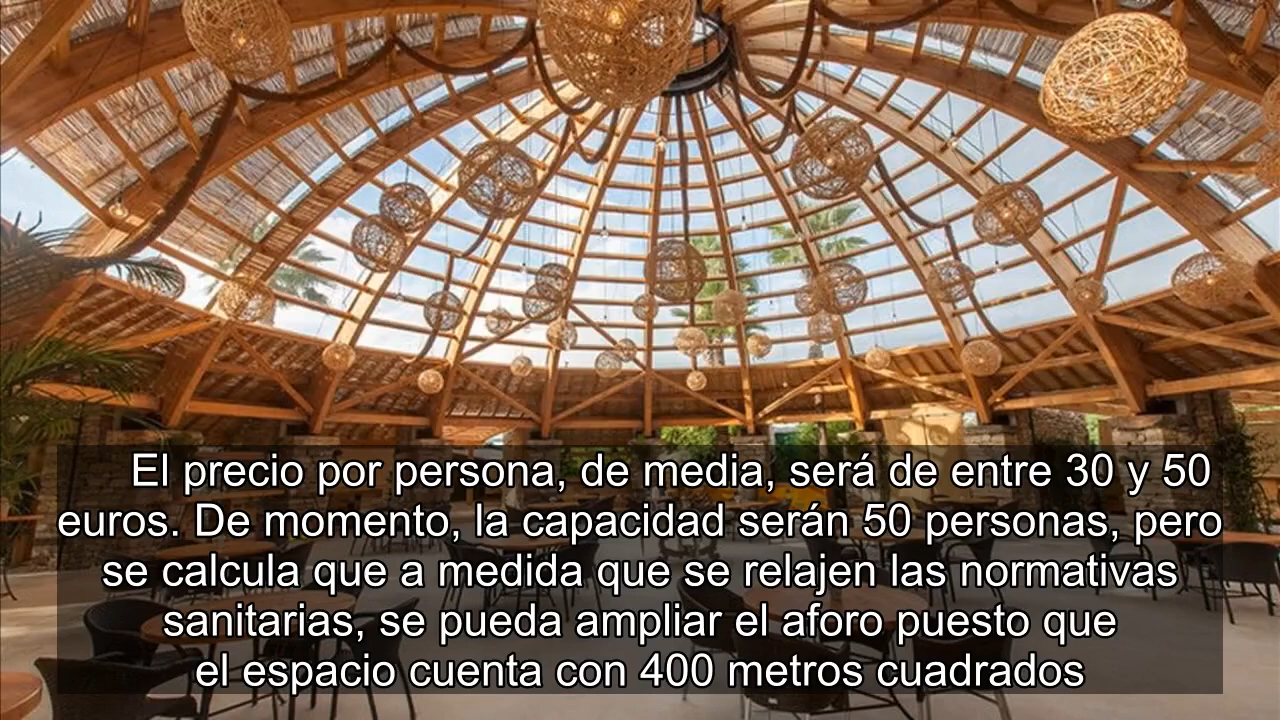 El precio por persona, de media, será de entre 30 y 50
euros. De momento, la capacidad serán 50 personas, pero
se calcula que a medida que se relajen las normativas
sanitarias, se pueda ampliar el aforo puesto que
el espacio cuenta con 400 metros cuadrados